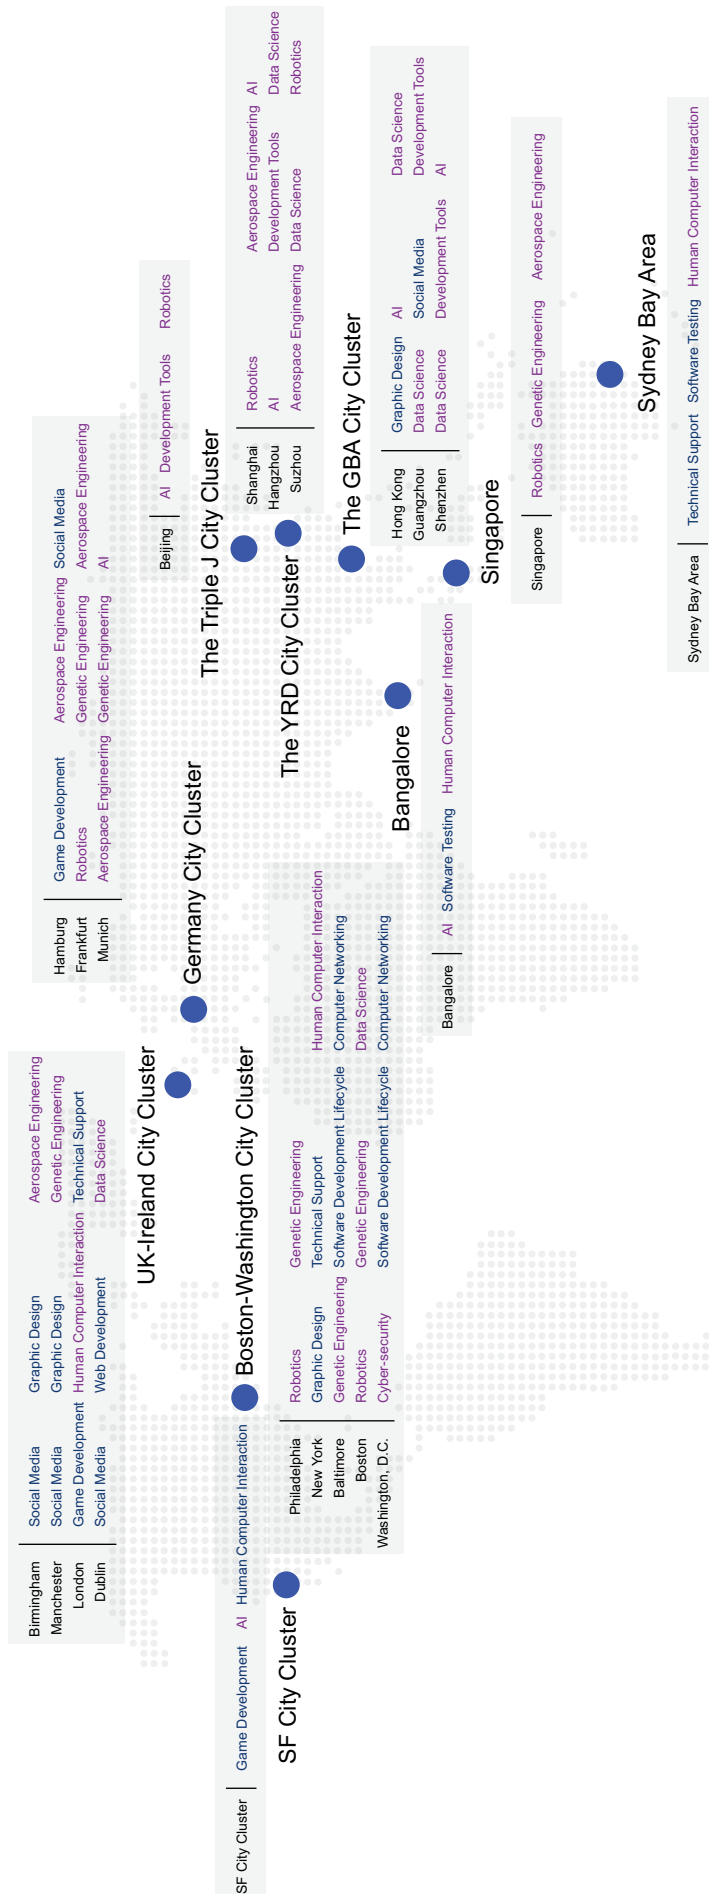 Birmingham Social Media Graphic Design Aerospace Engineering
Manchester Social Media Graphic Design Genetic Engineering
London Game Development Human Computer Interaction Technical Support
Dublin Social Media Web Development Data Science
UK-Ireland City Cluster
Hamburg Game Development Aerospace Engineering Social Media
Frankfurt Robotics Genetic Engineering Aerospace Engineering
Munich Aerospace Engineering Genetic Engineering AI
Germany City Cluster
Beijing AI Development Tools Robotics
The Triple J City Cluster
Shanghai Robotics Aerospace Engineering AI
Hangzhou AI Development Tools Data Science
Suzhou Aerospace Engineering Data Science Robotics
The YRD City Cluster
SF City Cluster Game Development AI Human Computer Interaction
SF City Cluster
Boston-Washington City Cluster
Philadelphia Robotics Genetic Engineering
New York Graphic Design Technical Support Human Computer Interaction
Baltimore Genetic Engineering Software Development Lifecycle Computer Networking
Boston Robotics Genetic Engineering Data Science
Washington, D.C. Cyber-security Software Development Lifecycle Computer Networking
The GBA City Cluster
Hong Kong Graphic Design AI Data Science
Guangzhou Data Science Social Media Development Tools
Shenzhen Data Science Development Tools AI
Bangalore
Bangalore AI Software Testing Human Computer Interaction
Singapore
Singapore Robotics Genetic Engineering Aerospace Engineering
Sydney Bay Area
Sydney Bay Area Technical Support Software Testing Human Computer Interaction